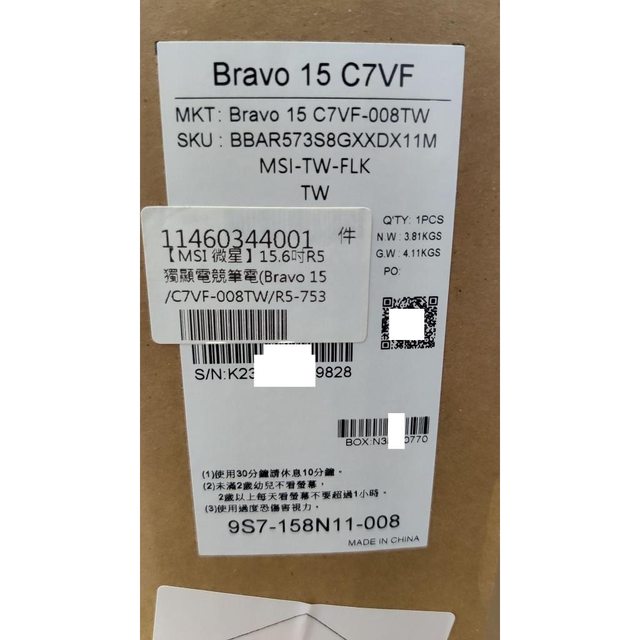 Bravo 15 C7VF
MKT: Bravo 15 C7VF-008TW
SKU : BBAR573S8GXXDX11M
MSI-TW-FLK
TW
Q'TY: 1PCS
N.W : 3.81KGS
G.W : 4.11KGS
PO:
11460344001 件
【MSI 微星】15.6吋R5
獨顯電競筆電(Bravo 15
/C7VF-008TW/R5-753
S/N:K23 9828
BOX:N3 0770
(1)使用30分鐘請休息10分鐘。
(2)未滿2歲幼兒不看螢幕，
2歲以上每天看螢幕不要超過1小時。
(3)使用過度恐傷害視力。
9S7-158N11-008
MADE IN CHINA